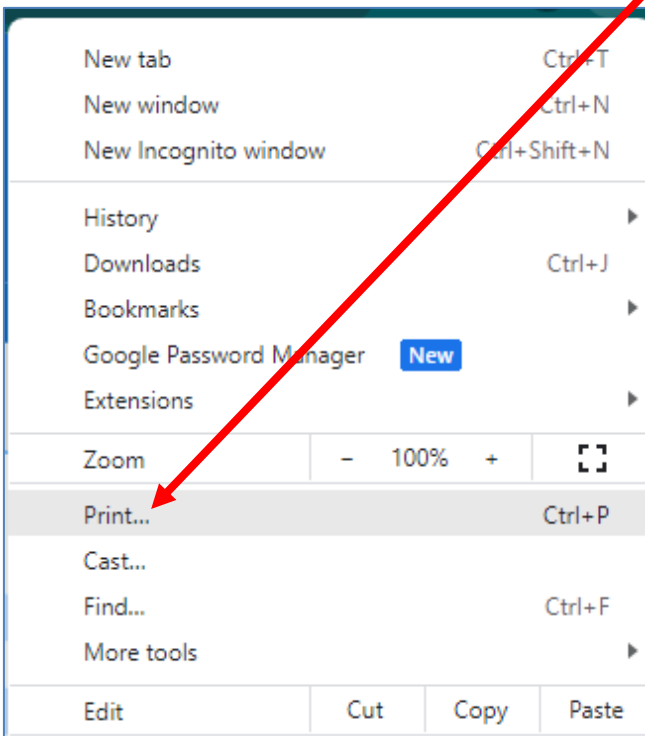 New tab Ctrl+T
New window Ctrl+N
New Incognito window Ctrl+Shift+N
History
Downloads Ctrl+J
Bookmarks
Google Password Manager New
Extensions
Zoom - 100% +
Print... Ctrl+P
Cast...
Find... Ctrl+F
More tools
Edit Cut Copy Paste